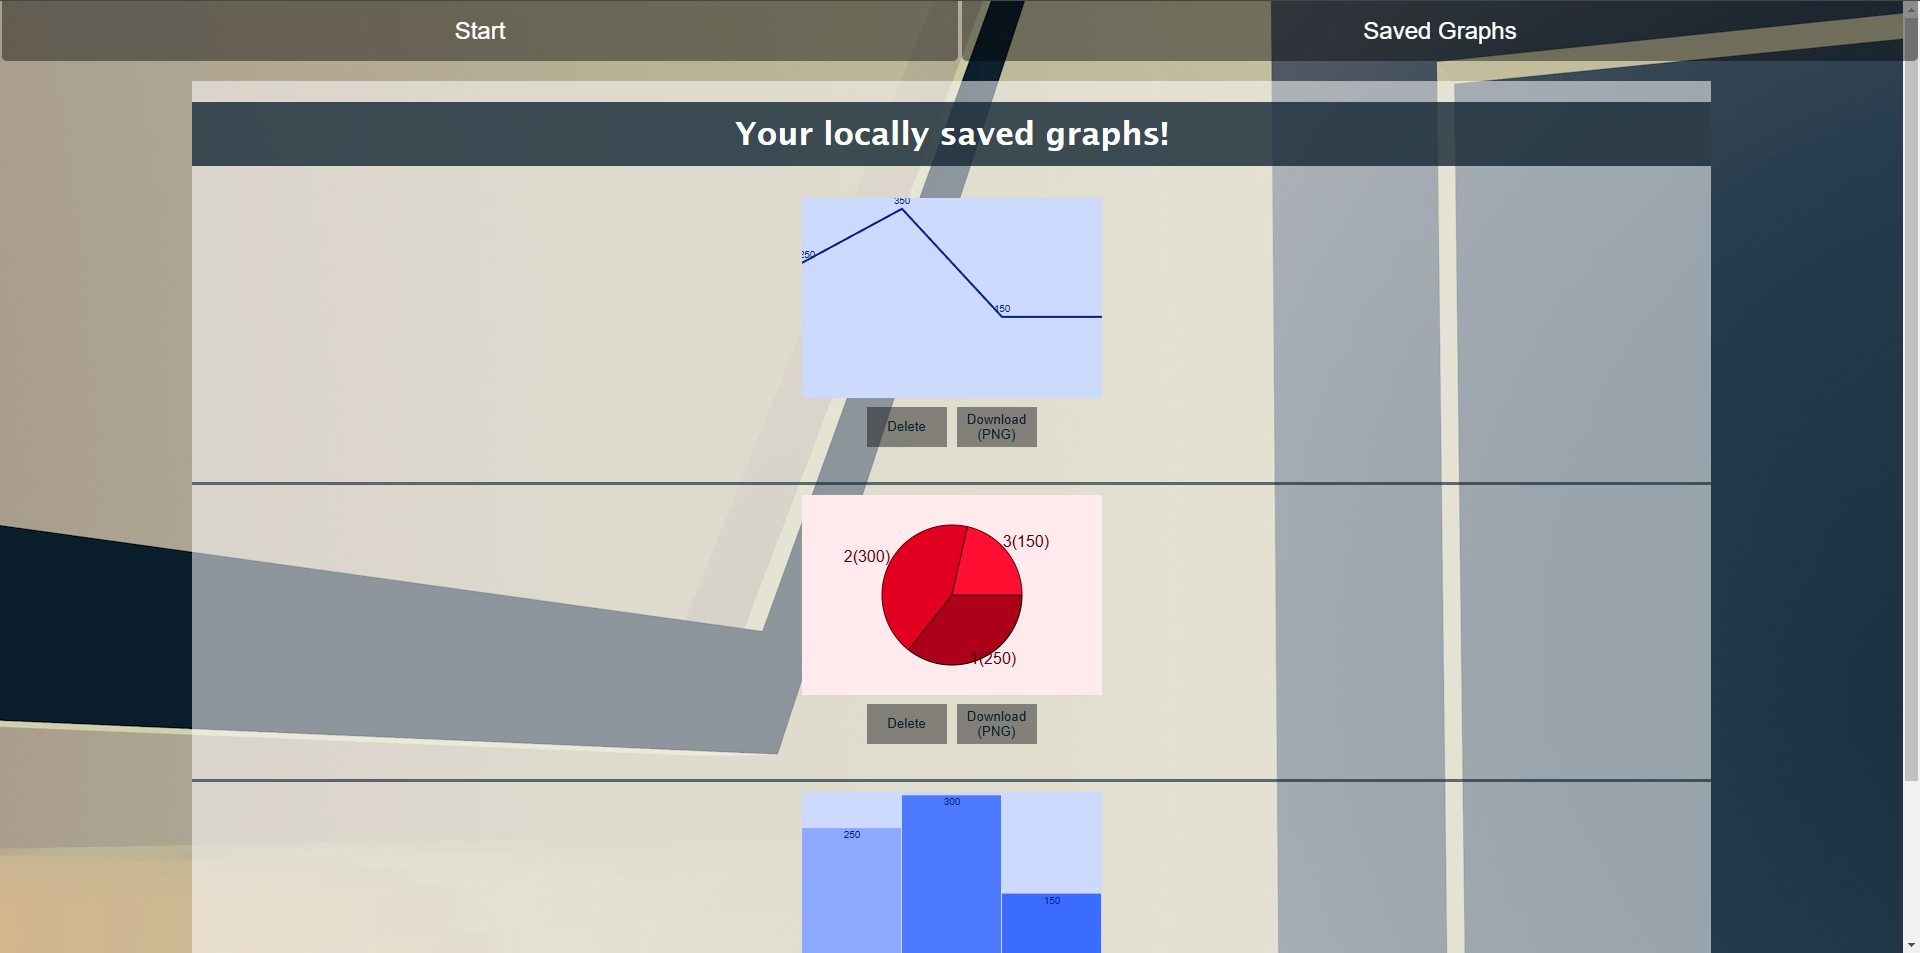 Start
Saved Graphs
Your locally saved graphs!
350
250
150
Delete
Download
(PNG)
3(150)
2(300)
1(250)
Delete
Download
(PNG)
300
250
150